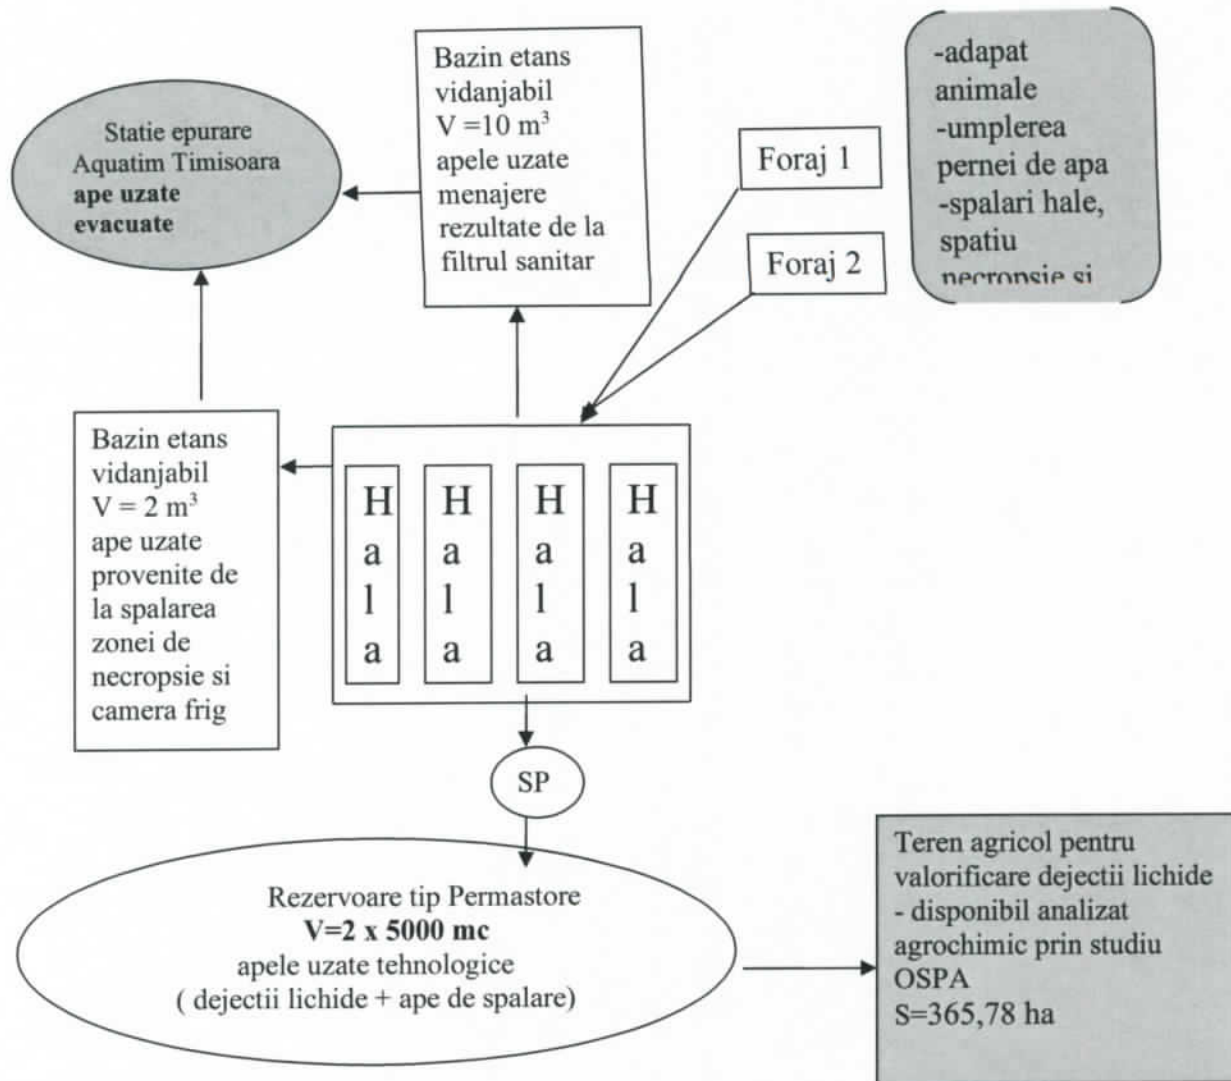 Statie epurare
Aquatim Timisoara
ape uzate
evacuate
Bazin etans
vidanjabil
V =10 m³
apele uzate
menajere
rezultate de la
filtrul sanitar
Foraj 1
Foraj 2
-adapat
animale
-umplerea
pernei de apa
-spalari hale,
spatiu
necropsie si
Bazin etans
vidanjabil
V = 2 m³
ape uzate
provenite de
la spalarea
zonei de
necropsie si
camera frig
H
a
l
a
H
a
l
a
H
a
l
a
H
a
l
a
SP
Rezervoare tip Permastore
V=2 x 5000 mc
apele uzate tehnologice
( dejectii lichide + ape de spalare)
Teren agricol pentru
valorificare dejectii lichide
- disponibil analizat
agrochimic prin studiu
OSPA
S=365,78 ha